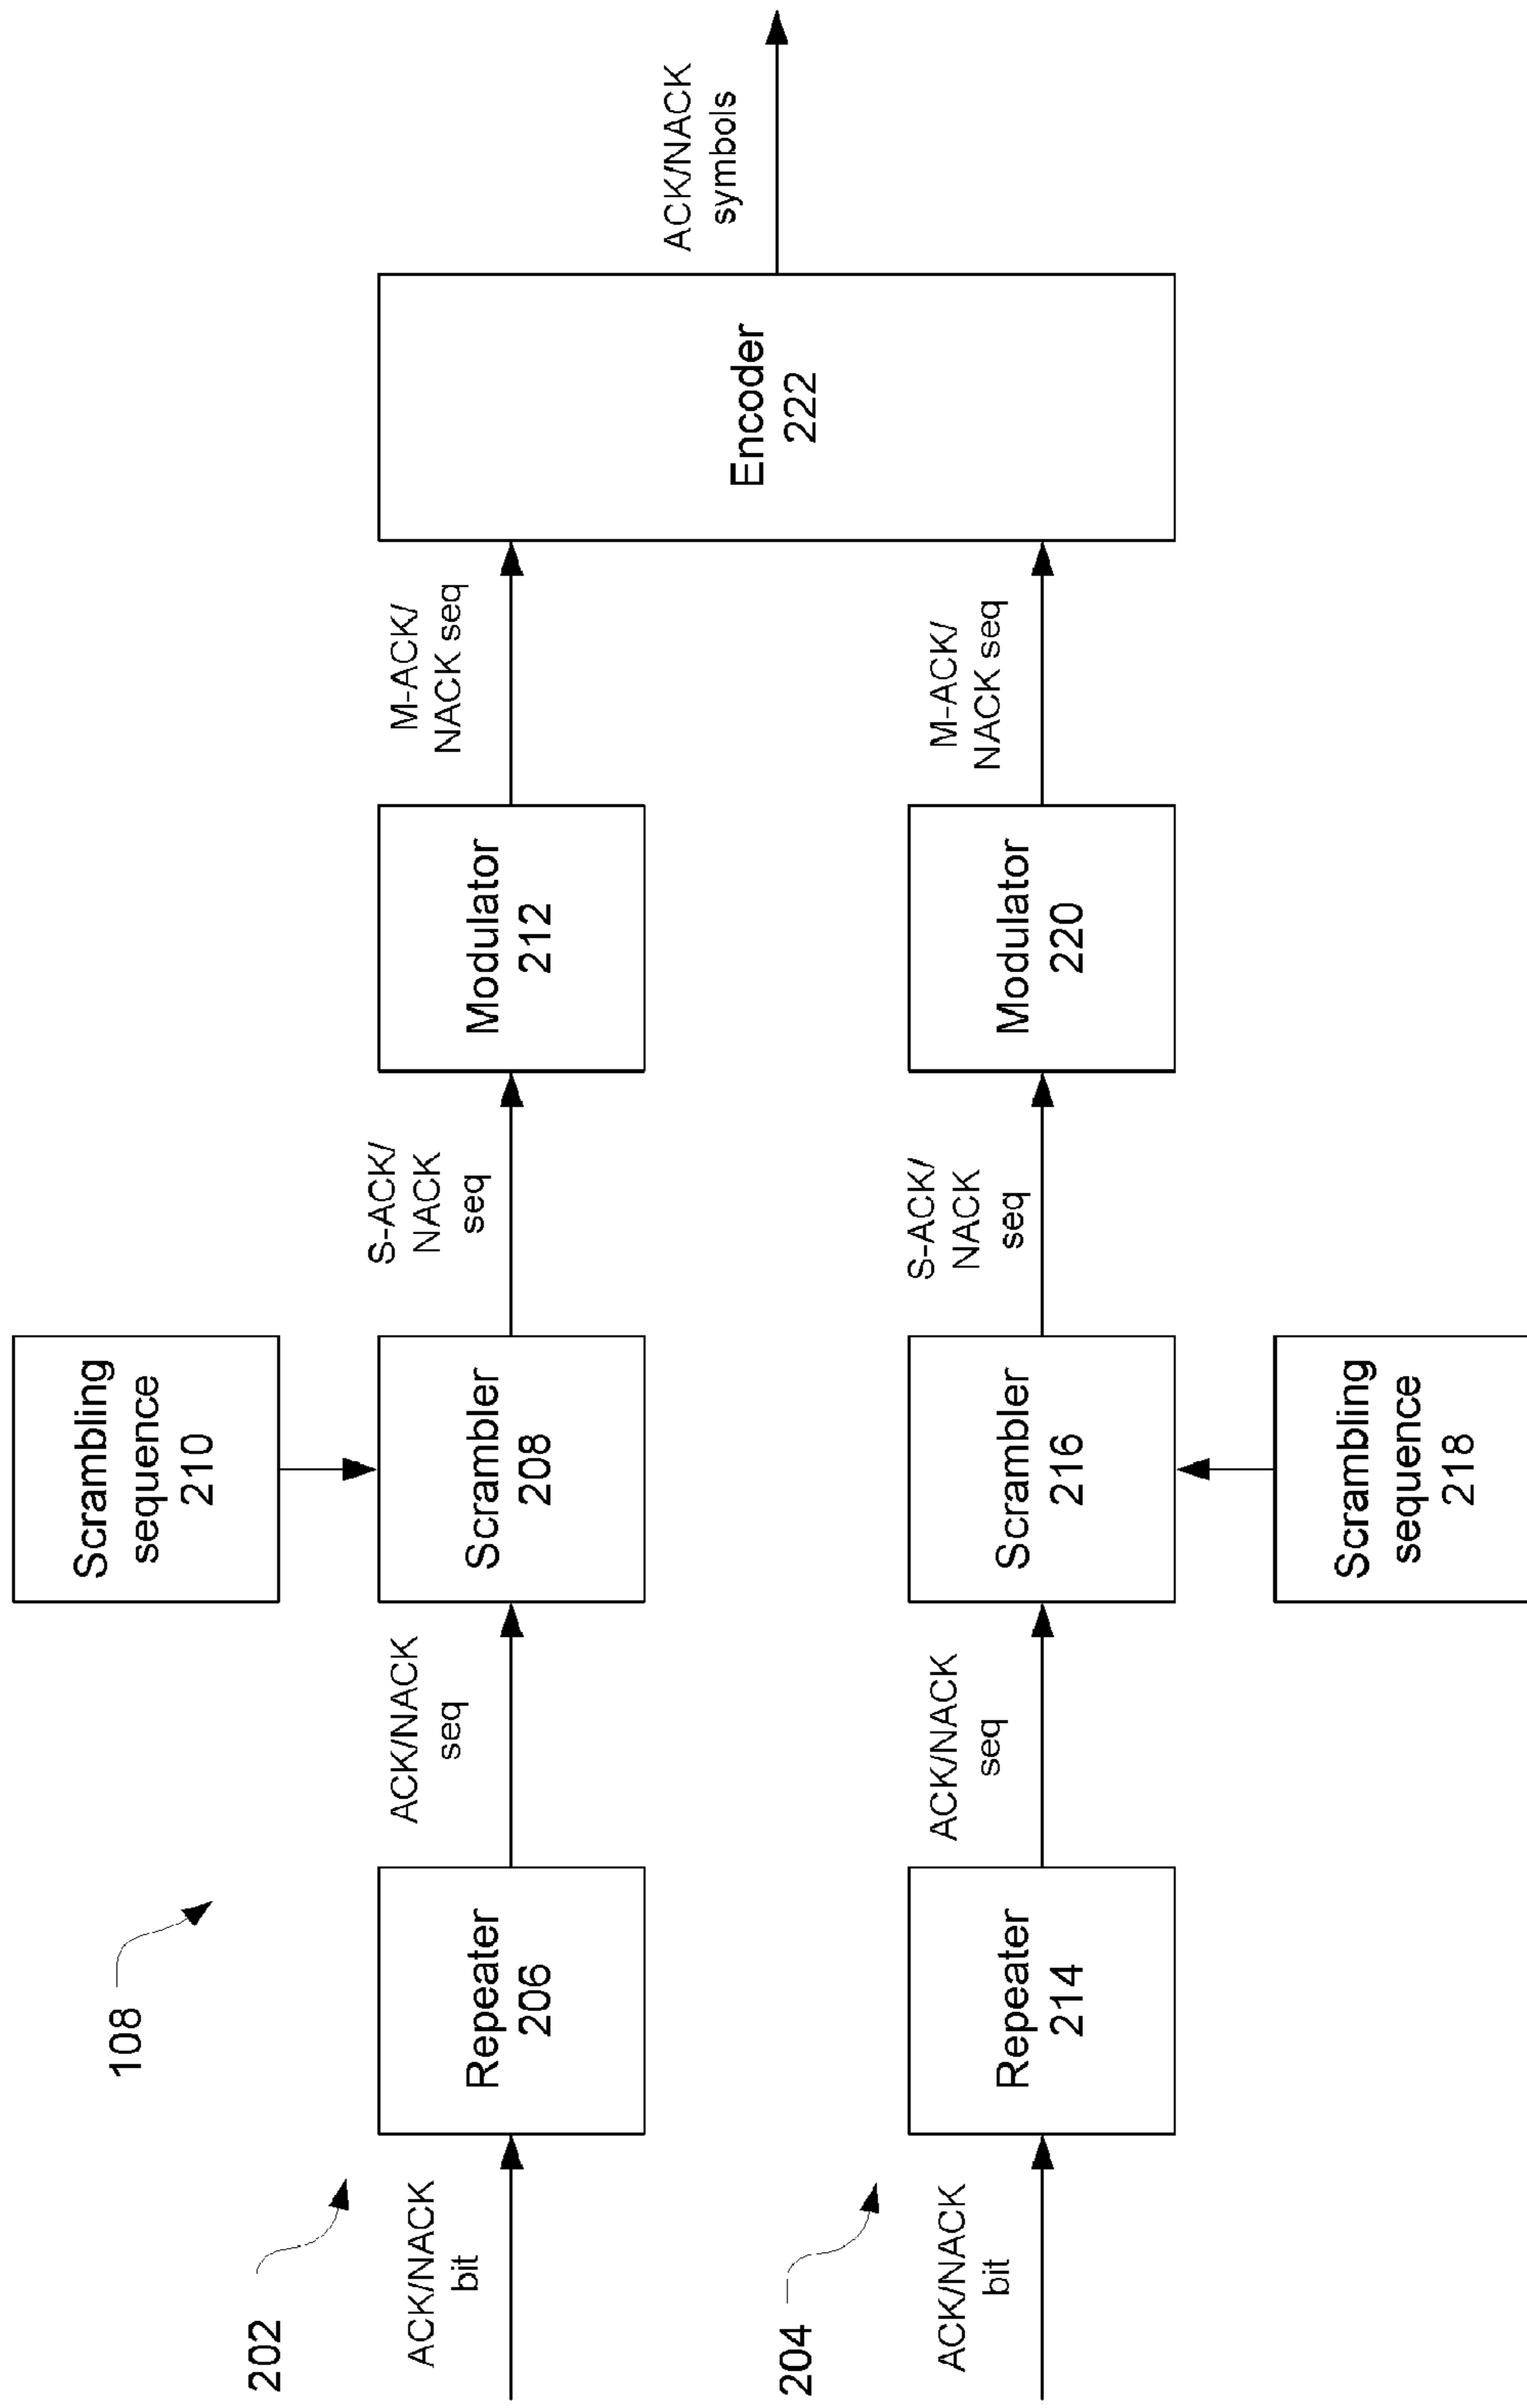 108
202
ACK/NACK
bit
Repeater
206
ACK/NACK
seq
Scrambling
sequence
210
Scrambler
208
S-ACK/
NACK
seq
Modulator
212
M-ACK/
NACK seq
Encoder
222
ACK/NACK
symbols
204
ACK/NACK
bit
Repeater
214
ACK/NACK
seq
Scrambler
216
Scrambling
sequence
218
S-ACK/
NACK
seq
Modulator
220
M-ACK/
NACK seq